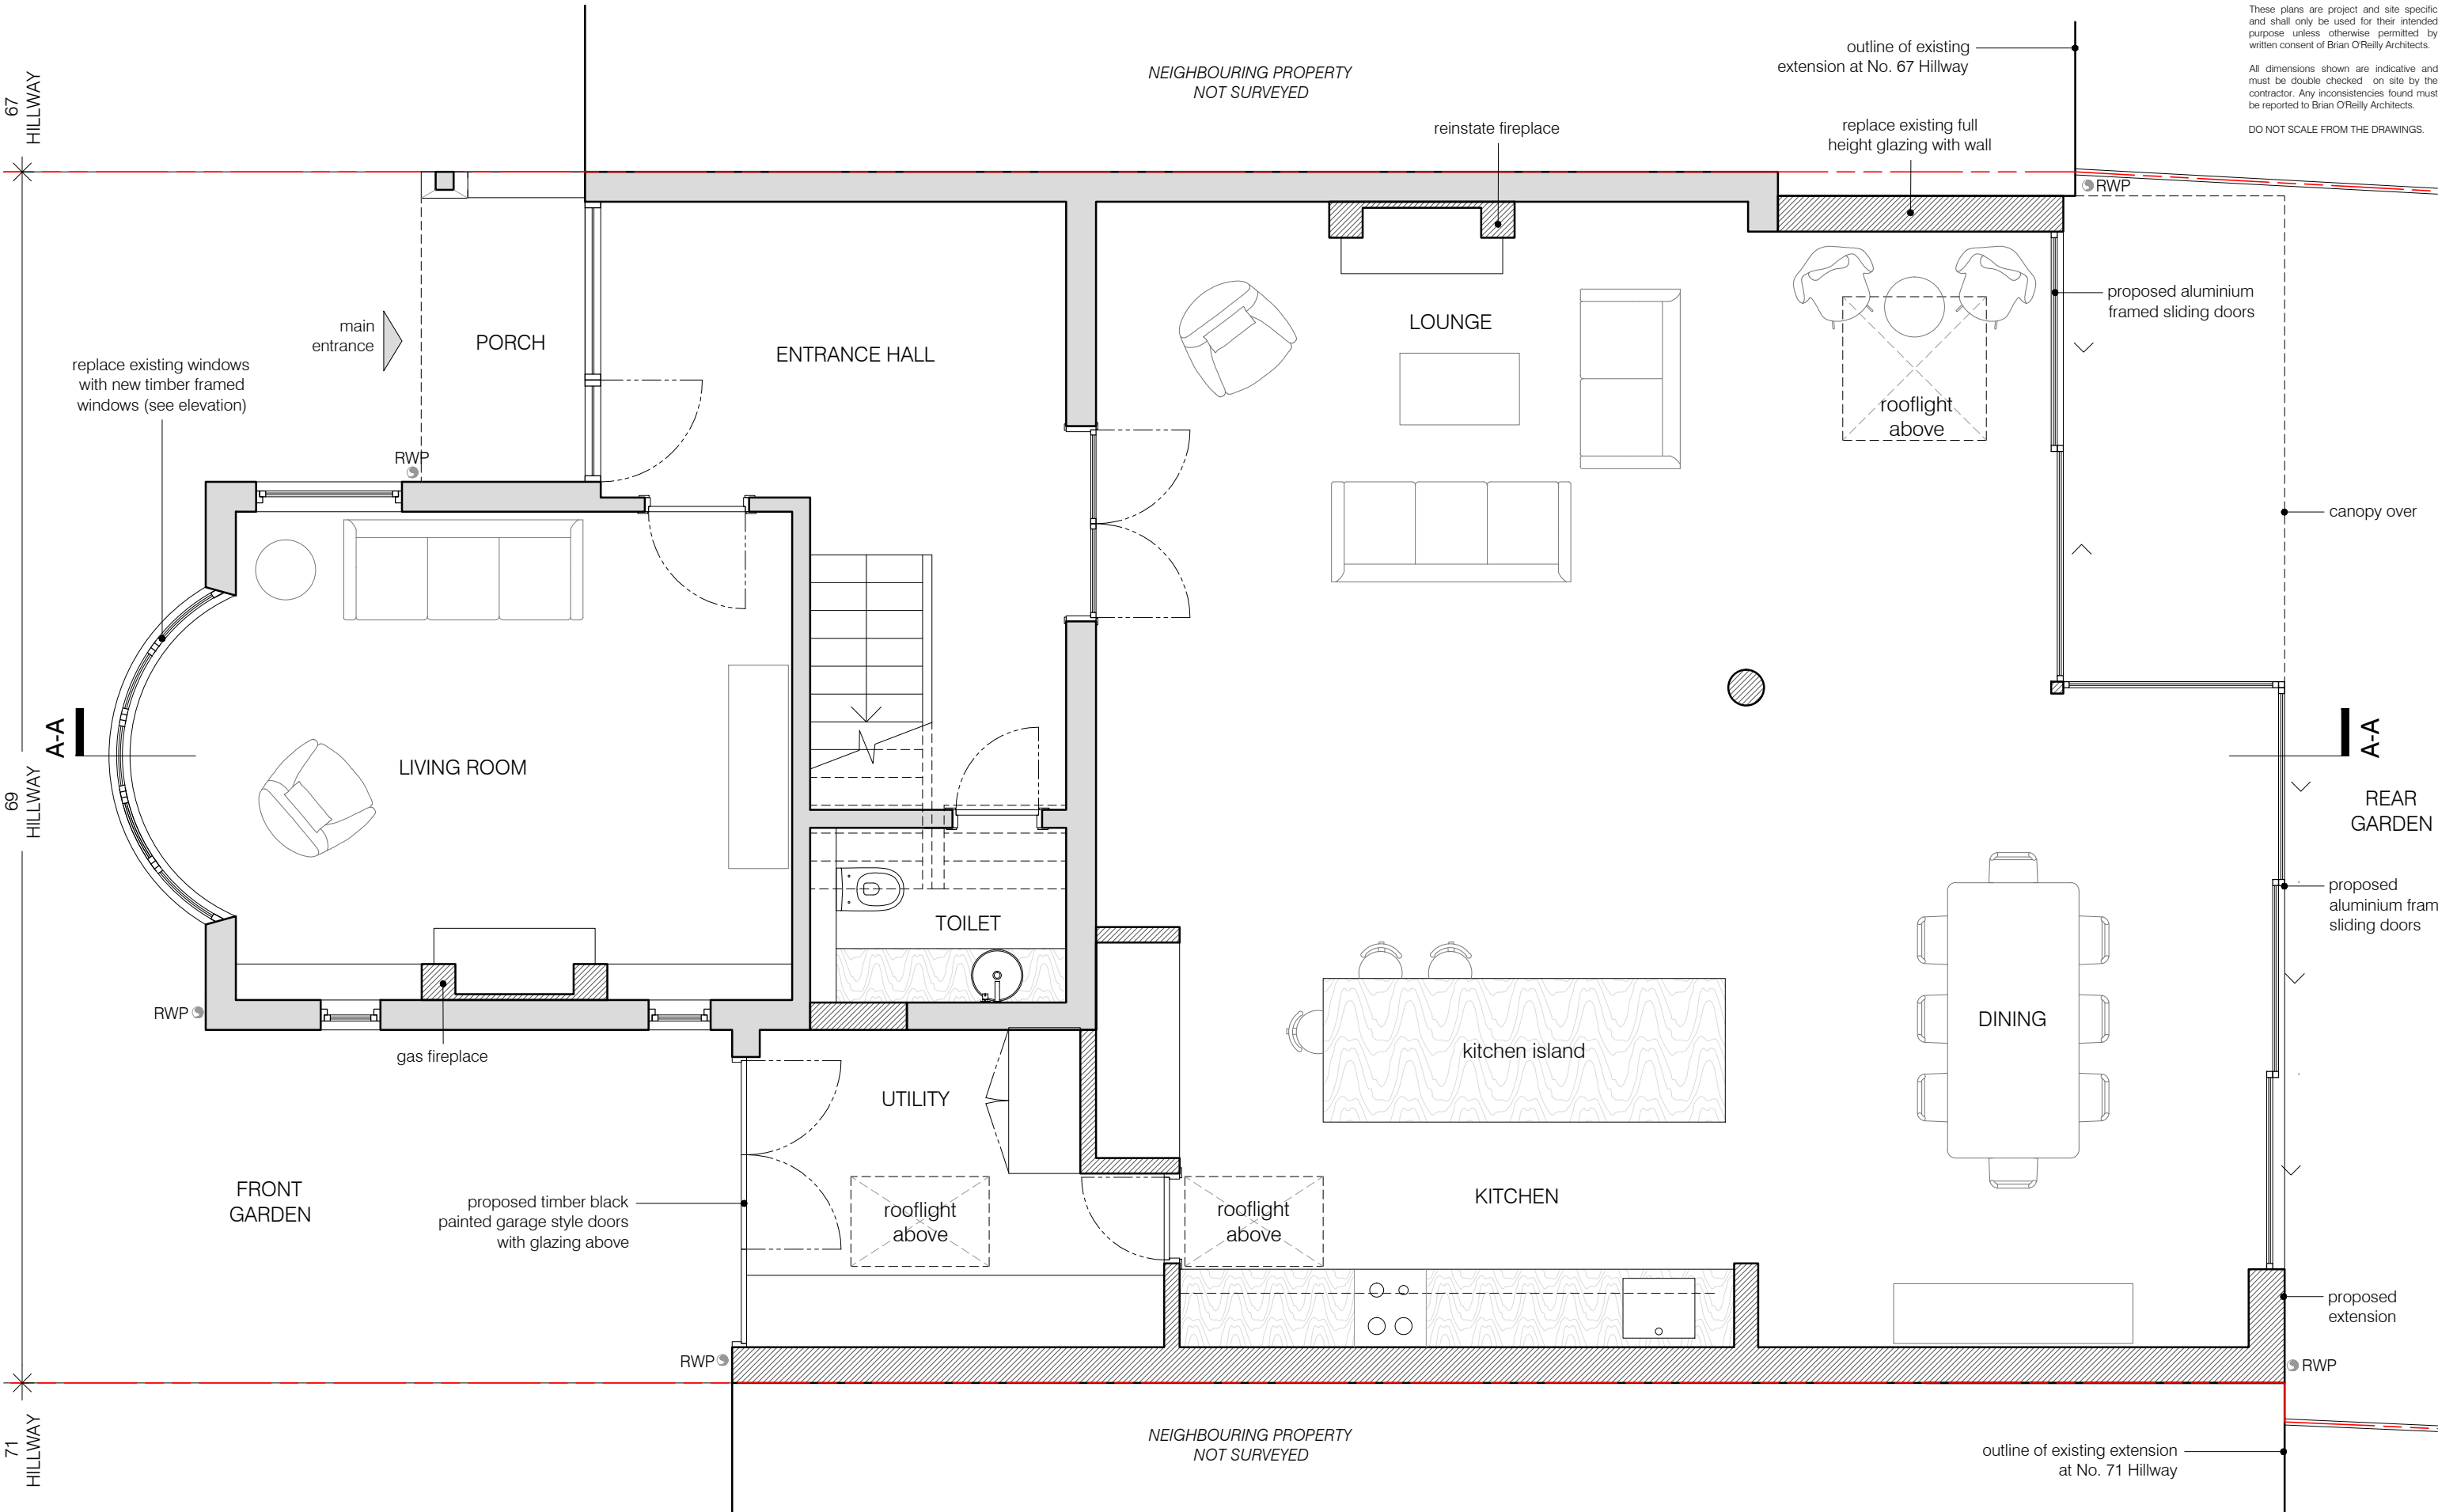 These plans are project and site specific
and shall only be used for their intended
purpose unless otherwise permitted by
written consent of Brian O'Reilly Architects.
All dimensions shown are indicative and
must be double checked on site by the
contractor. Any inconsistencies found must
be reported to Brian O'Reilly Architects.
DO NOT SCALE FROM THE DRAWINGS.
outline of existing
extension at No. 67 Hillway
NEIGHBOURING PROPERTY
NOT SURVEYED
67
HILLWAY
reinstate fireplace
replace existing full
height glazing with wall
RWP
proposed aluminium
framed sliding doors
LOUNGE
main
entrance
PORCH
ENTRANCE HALL
replace existing windows
with new timber framed
windows (see elevation)
rooflight
above
RWP
canopy over
A-A
A-A
LIVING ROOM
69
HILLWAY
REAR
GARDEN
proposed
aluminium fram
sliding doors
TOILET
RWP
DINING
kitchen island
gas fireplace
UTILITY
FRONT
GARDEN
proposed timber black
painted garage style doors
with glazing above
rooflight
above
rooflight
above
KITCHEN
proposed
extension
RWP
RWP
71
HILLWAY
NEIGHBOURING PROPERTY
NOT SURVEYED
outline of existing extension
at No. 71 Hillway